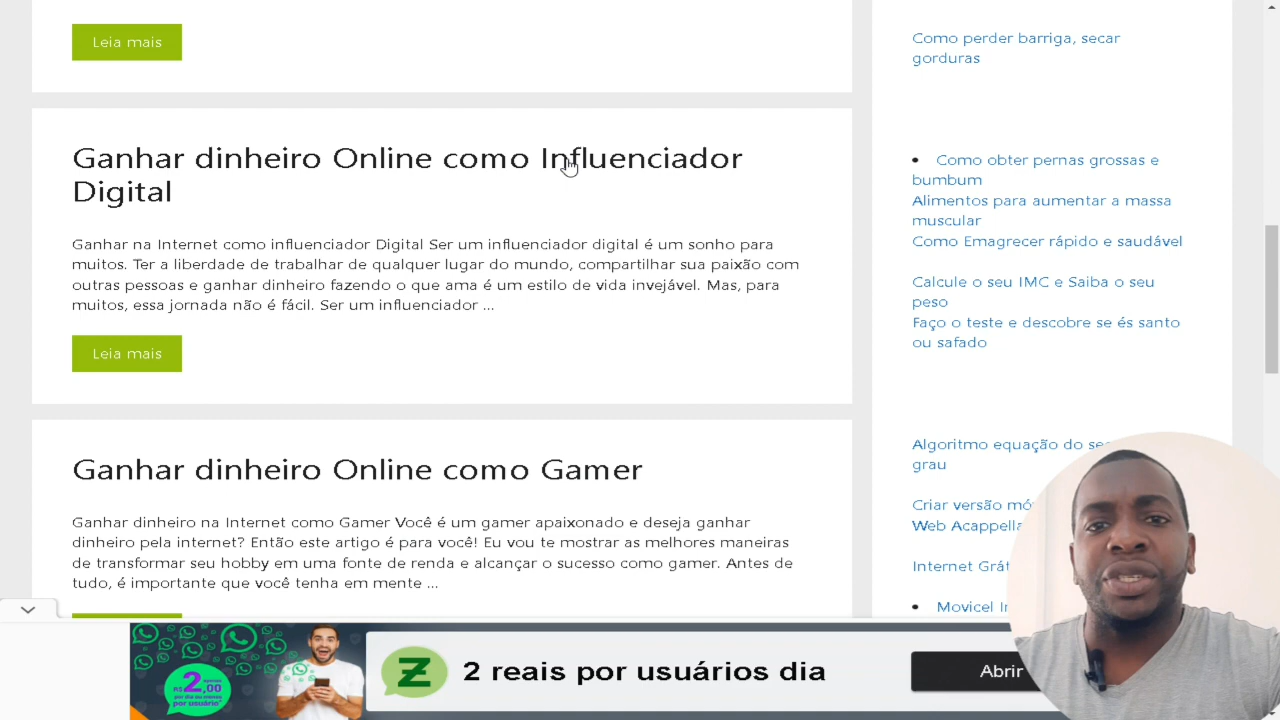 Leia mais
Ganhar dinheiro Online como Influenciador
Digital
Ganhar na Internet como influenciador Digital Ser um influenciador digital é um sonho para
muitos. Ter a liberdade de trabalhar de qualquer lugar do mundo, compartilhar sua paixão com
outras pessoas e ganhar dinheiro fazendo o que ama é um estilo de vida invejável. Mas, para
muitos, essa jornada não é fácil. Ser um influenciador ...
Leia mais
Ganhar dinheiro Online como Gamer
Ganhar dinheiro na Internet como Gamer Você é um gamer apaixonado e deseja ganhar
dinheiro pela internet? Então este artigo é para você! Eu vou te mostrar as melhores maneiras
de transformar seu hobby em uma fonte de renda e alcançar o sucesso como gamer. Antes de
tudo, é importante que você tenha em mente ...
Como perder barriga, secar
gorduras
Como obter pernas grossas e
bumbum
Alimentos para aumentar a massa
muscular
Como Emagrecer rápido e saudável
Calcule o seu IMC e Saiba o seu
peso
Faço o teste e descobre se és santo
ou safado
Algoritmo equação do
grau
Criar versão
Web Acappella
Internet
Movicel
R$ 2,00
por usuário
Z
2 reais por usuários dia
Abrir